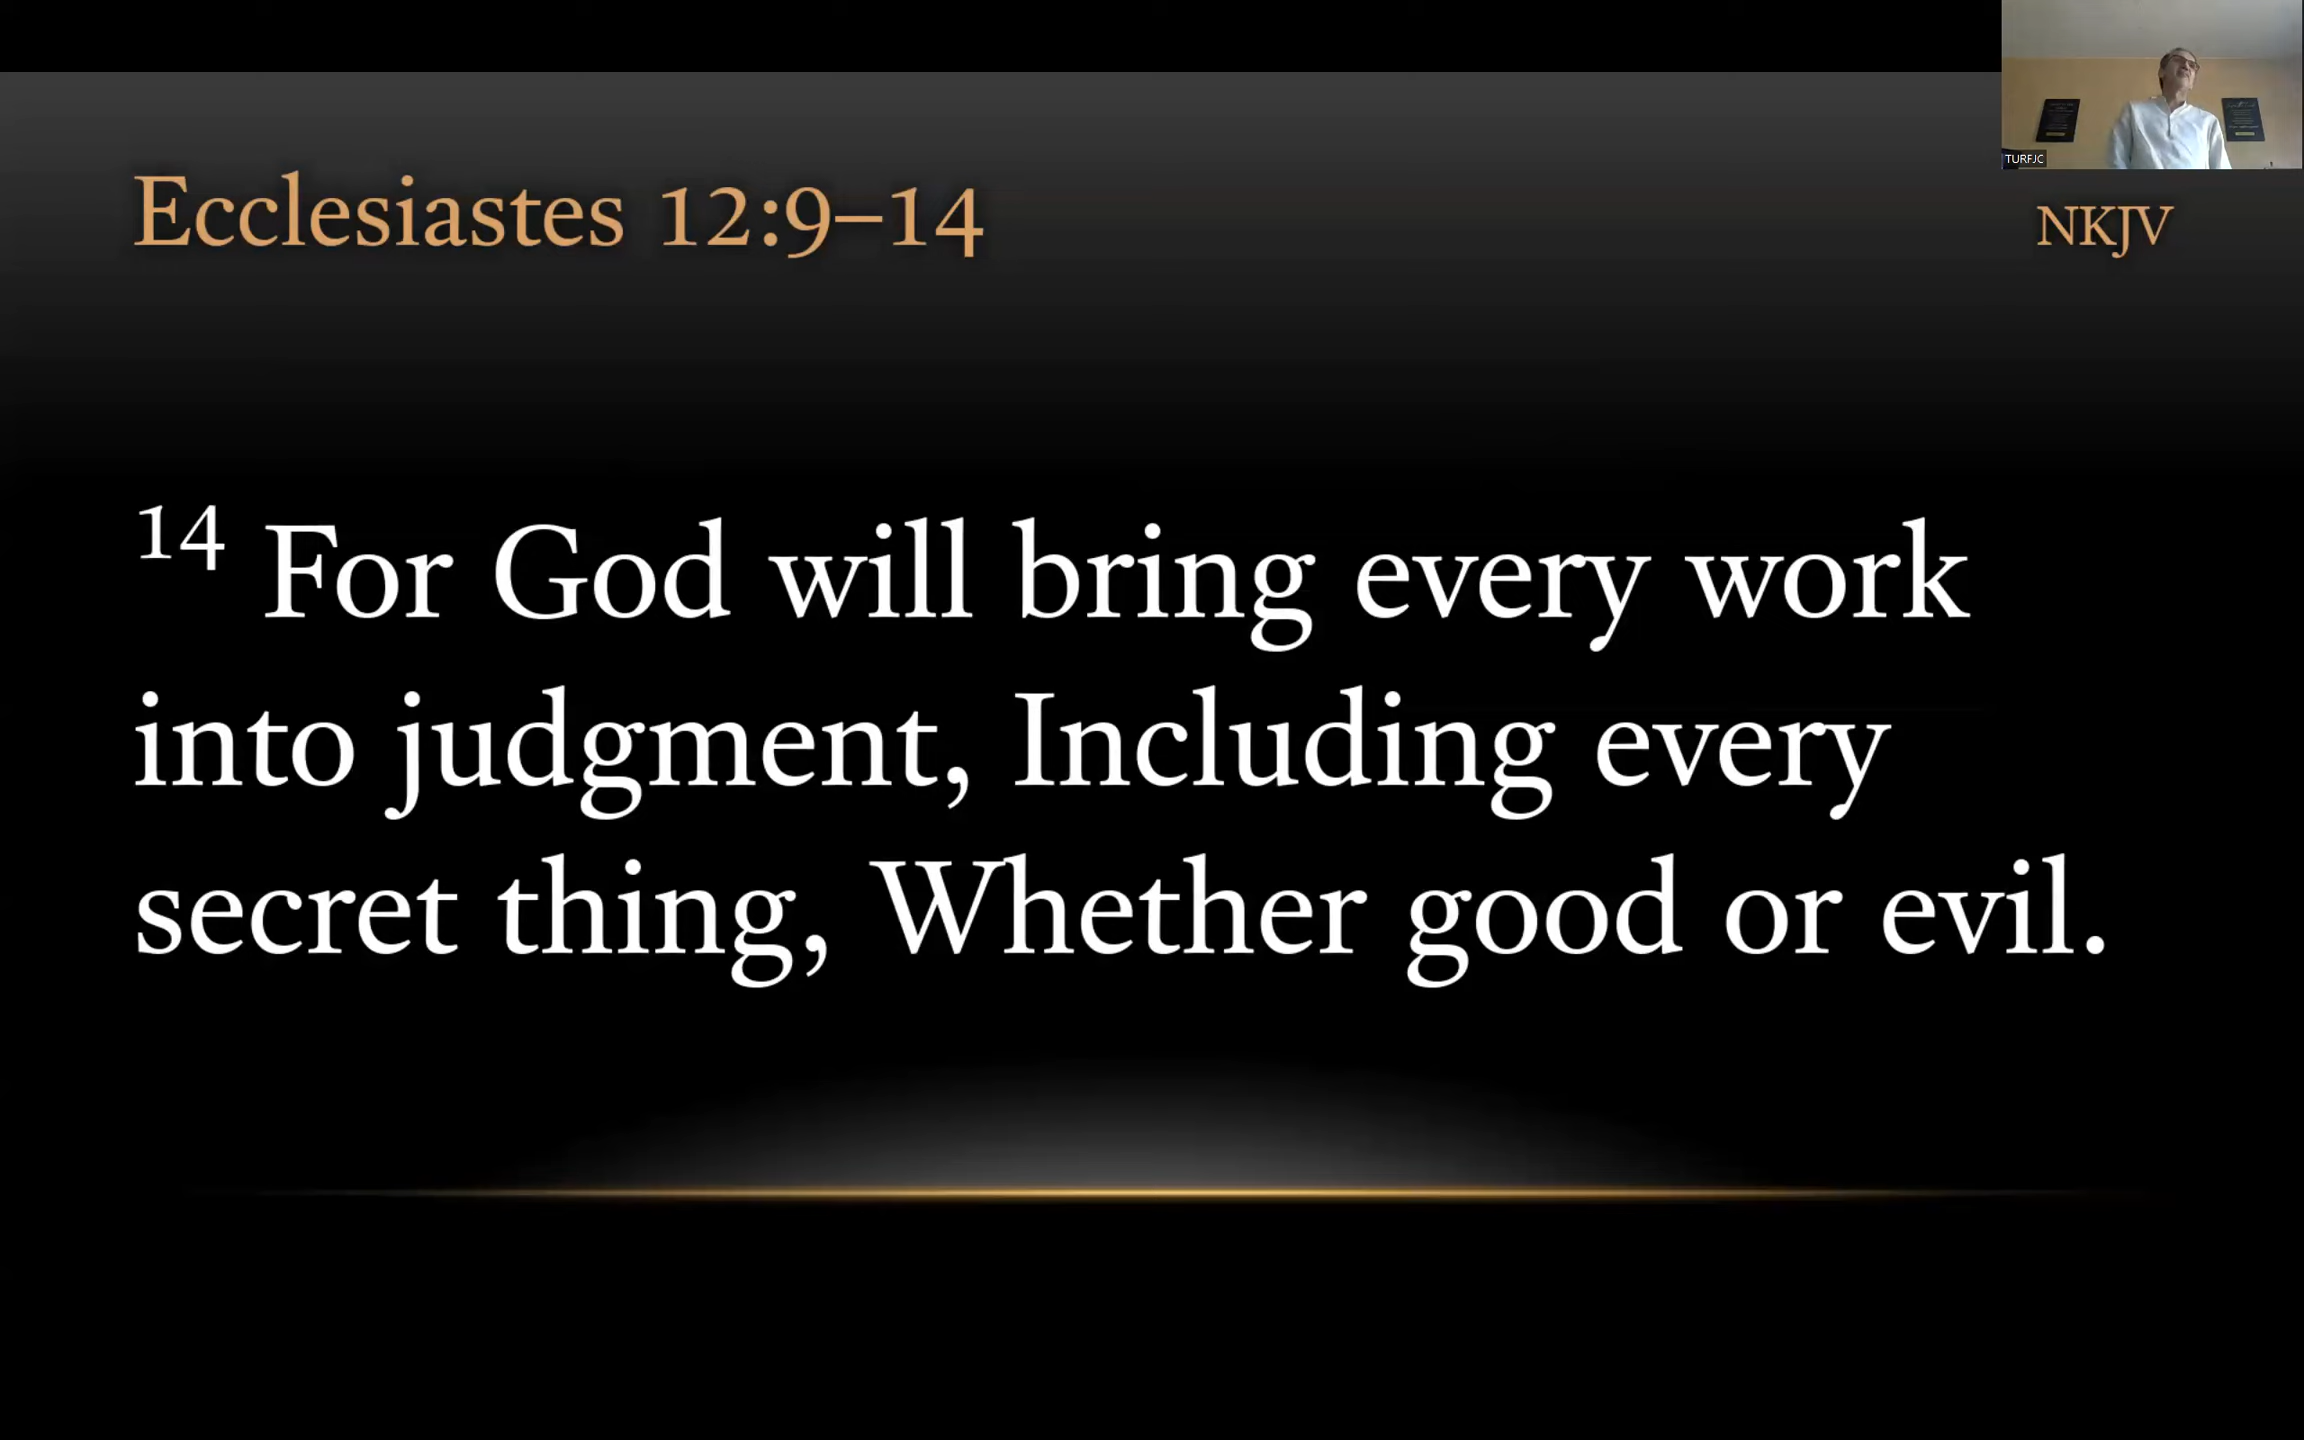 TURFJC
Ecclesiastes 12:9–14
NKJV
14 For God will bring every work
into judgment, Including every
secret thing, Whether good or evil.